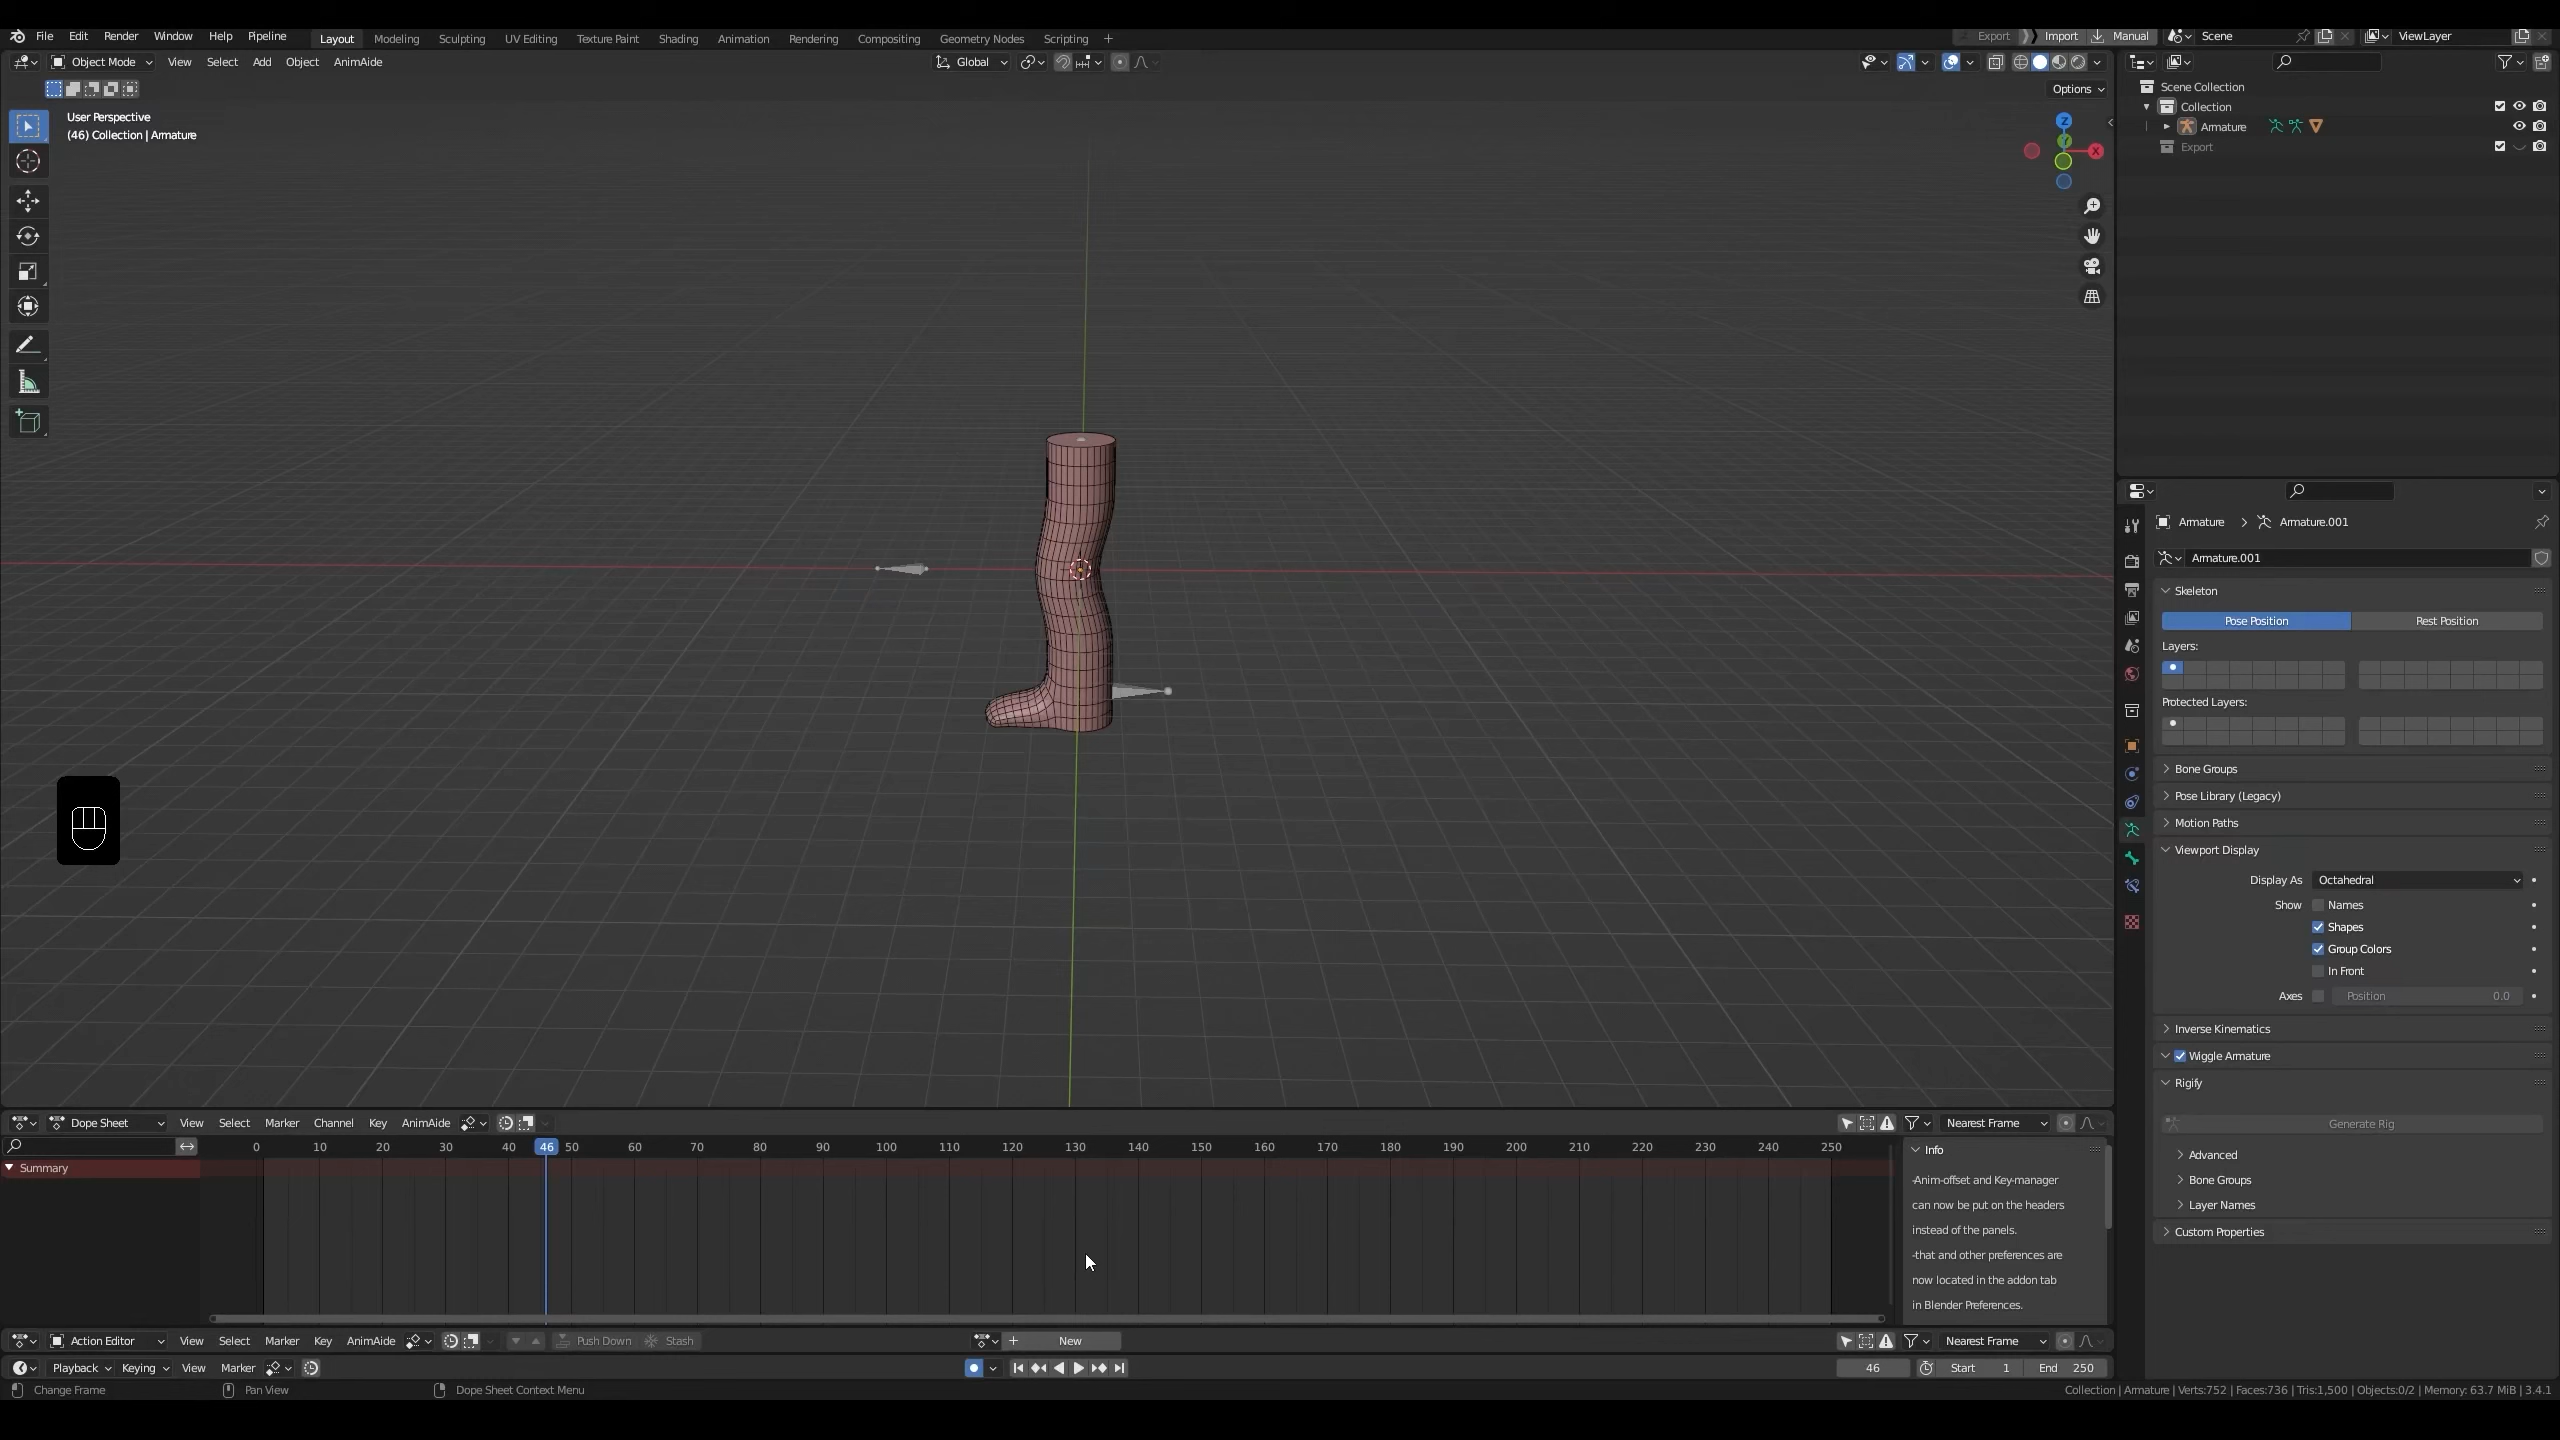 File Edit Render Window Help Pipeline Layout Modeling Sculpting UV Editing Texture Paint Shading Animation Rendering Compositing Geometry Nodes Scripting + Export Import Manual Scene ViewLayer
Object Mode View Select Add Object AnimAide Global
Options
User Perspective
(46) Collection | Armature
Z
Y
X
Scene Collection
Collection
Armature
Export
Armature > Armature.001
Armature.001
Skeleton
Pose Position Rest Position
Layers:
Protected Layers:
Bone Groups
Pose Library (Legacy)
Motion Paths
Viewport Display
Display As Octahedral
Show Names
Shapes
Group Colors
In Front
Axes Position 0.0
Inverse Kinematics
Wiggle Armature
Rigify
Generate Rig
Advanced
Bone Groups
Layer Names
Custom Properties
Dope Sheet View Select Marker Channel Key AnimAide Nearest Frame
0 10 20 30 40 46 50 60 70 80 90 100 110 120 130 140 150 160 170 180 190 200 210 220 230 240 250
Summary
Info
-Anim-offset and Key-manager
can now be put on the headers
instead of the panels.
-that and other preferences are
now located in the addon tab
in Blender Preferences.
Action Editor View Select Marker Key AnimAide Push Down Stash + New Nearest Frame
Playback Keying View Marker 46 Start 1 End 250
Change Frame Pan View Dope Sheet Context Menu Collection | Armature | Verts:752 | Faces:736 | Tris:1,500 | Objects:0/2 | Memory: 63.7 MiB | 3.4.1